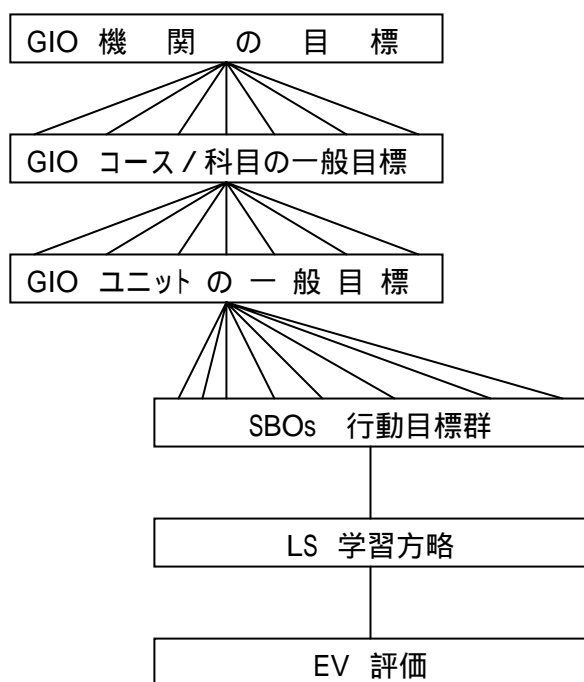 GIO 機 関 の 目 標
GIO コース/科目の一般目標
GIO ユニットの一般目標
SBOs 行動目標群
LS 学習方略
EV 評価